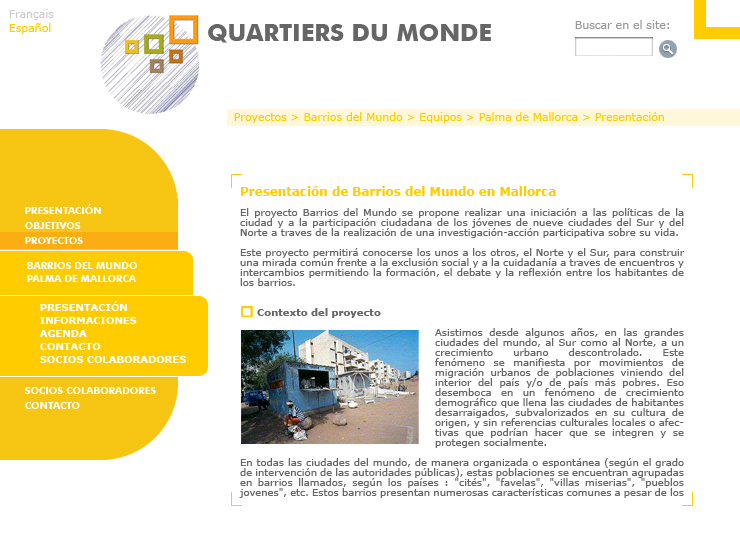 Français
Español
QUARTIERS DU MONDE
Buscar en el site:
Proyectos > Barrios del Mundo > Equipos > Palma de Mallorca > Presentación
PRESENTACIÓN
OBJETIVOS
PROYECTOS
BARRIOS DEL MUNDO
PALMA DE MALLORCA
PRESENTACIÓN
INFORMACIONES
AGENDA
CONTACTO
SOCIOS COLABORADORES
SOCIOS COLABORADORES
CONTACTO
Presentación de Barrios del Mundo en Mallorca
El proyecto Barrios del Mundo se propone realizar una iniciación a las políticas de la
ciudad y a la participación ciudadana de los jóvenes de nueve ciudades del Sur y del
Norte a traves de la realización de una investigación-acción participativa sobre su vida.
Este proyecto permitirá conocerse los unos a los otros, el Norte y el Sur, para construir
una mirada común frente a la exclusión social y a la cuidadanía a traves de encuentros y
intercambios permitiendo la formación, el debate y la reflexión entre los habitantes de
los barrios.
Contexto del proyecto
Asistimos desde algunos años, en las grandes
ciudades del mundo, al Sur como al Norte, a un
crecimiento urbano descontrolado. Este
fenómeno se manifiesta por movimientos de
migración urbanos de poblaciones viniendo del
interior del país y/o de país más pobres. Eso
desemboca en un fenómeno de crecimiento
demográfico que llena las ciudades de habitantes
desarraigados, subvalorizados en su cultura de
origen, y sin referencias culturales locales o afec-
tivas que podrían hacer que se integren y se
protegen socialmente.
En todas las ciudades del mundo, de manera organizada o espontánea (según el grado
de intervención de las autoridades públicas), estas poblaciones se encuentran agrupadas
en barrios llamados, según los países : "cités", "favelas", "villas miserias", "pueblos
jovenes", etc. Estos barrios presentan numerosas características comunes a pesar de los